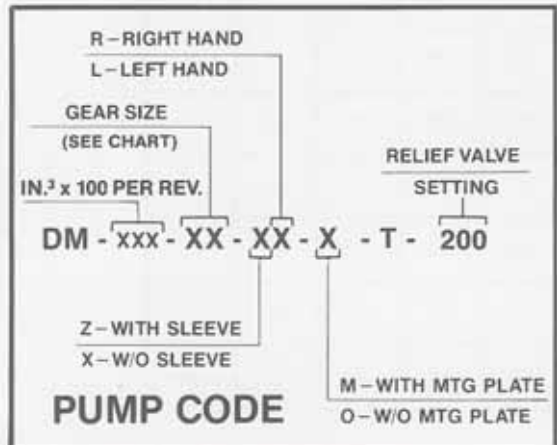 R – RIGHT HAND
L – LEFT HAND
GEAR SIZE
(SEE CHART)
RELIEF VALVE
SETTING
IN.³ x 100 PER REV.
DM - XXX - XX - XX - X - T - 200
Z – WITH SLEEVE
X – W/O SLEEVE
M – WITH MTG PLATE
O – W/O MTG PLATE
PUMP CODE